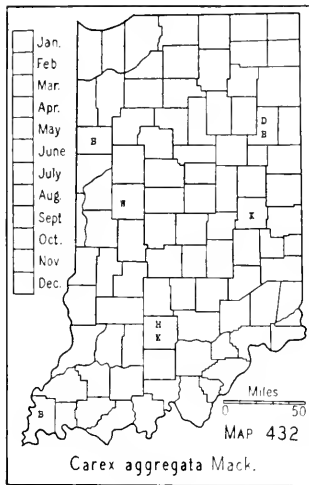 Jan.
Feb
Mar.
Apr.
May
June
July
Aug.
Sept
Oct.
Nov
Dec.
D
B
B
W
K
H
K
B
Miles
0 50
MAP 432
Carex aggregata Mack.